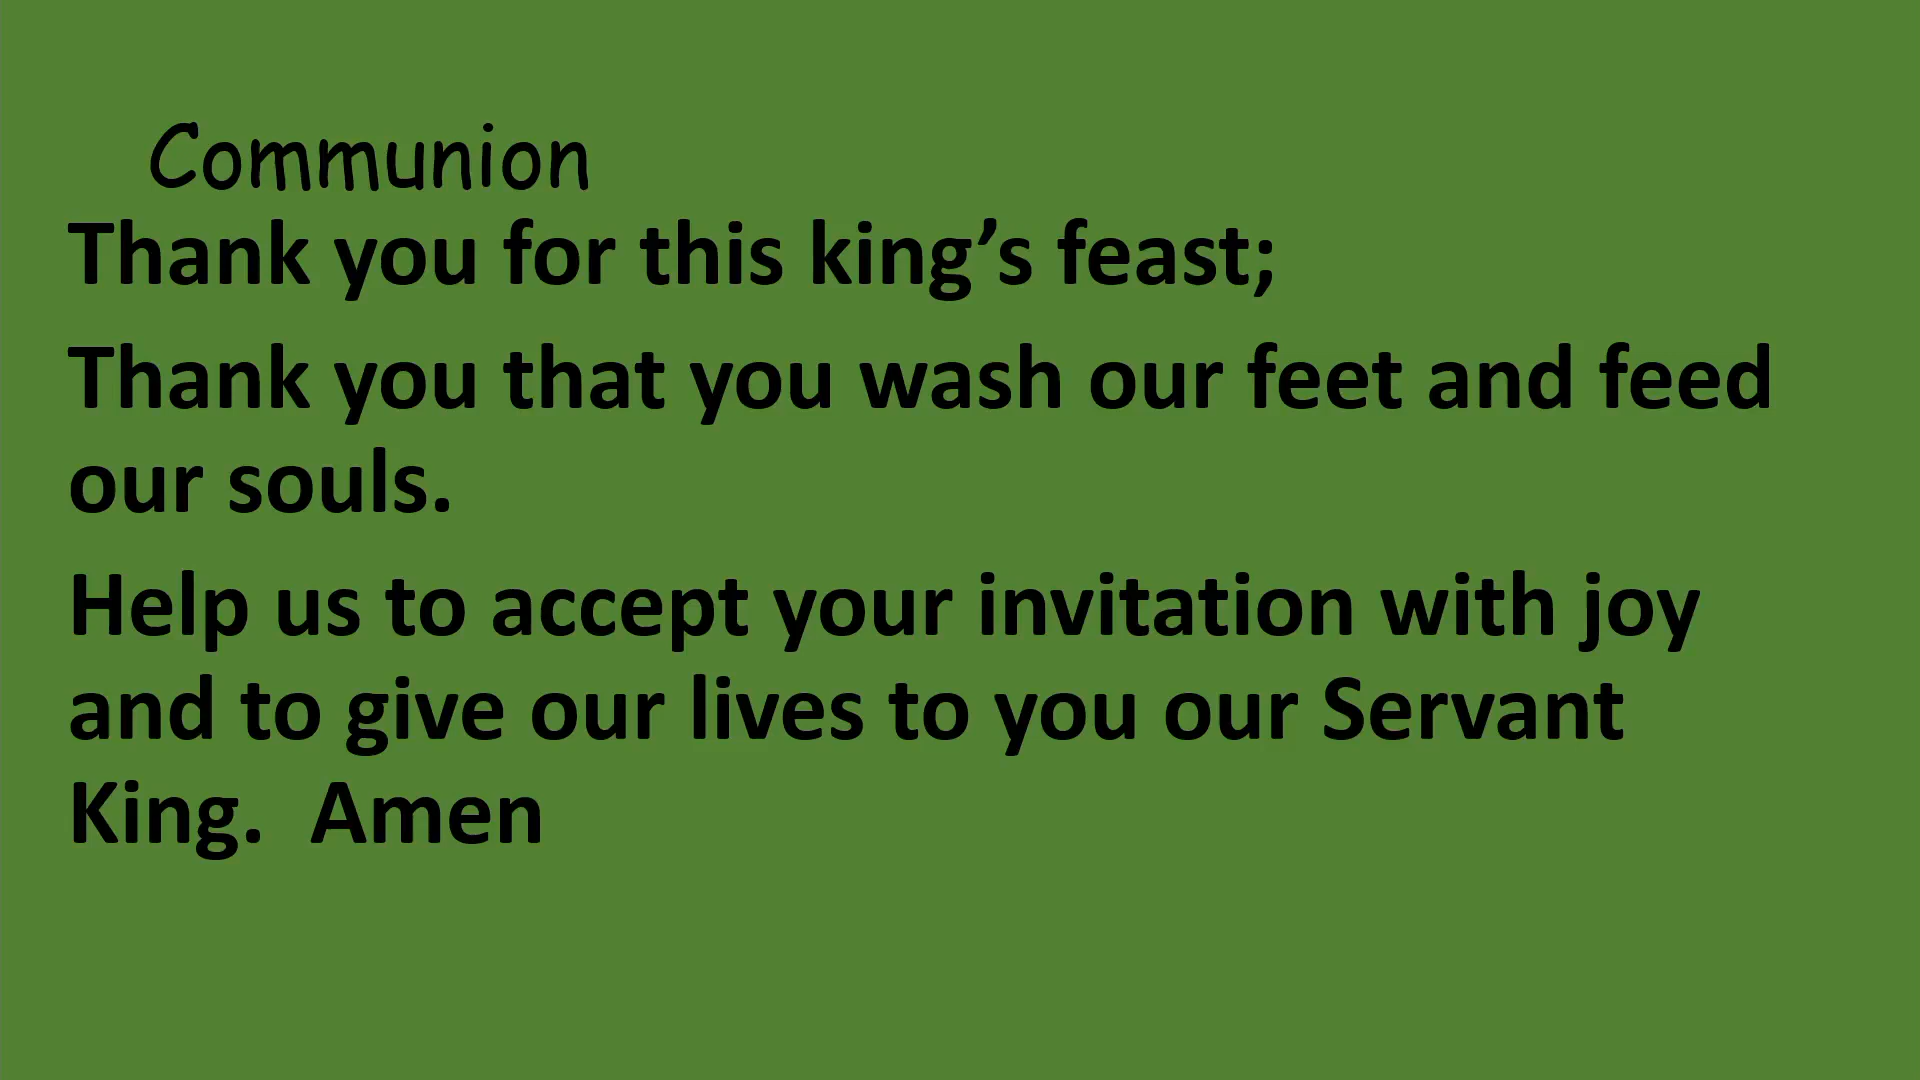 Communion
Thank you for this king’s feast;
Thank you that you wash our feet and feed
our souls.
Help us to accept your invitation with joy
and to give our lives to you our Servant
King.  Amen